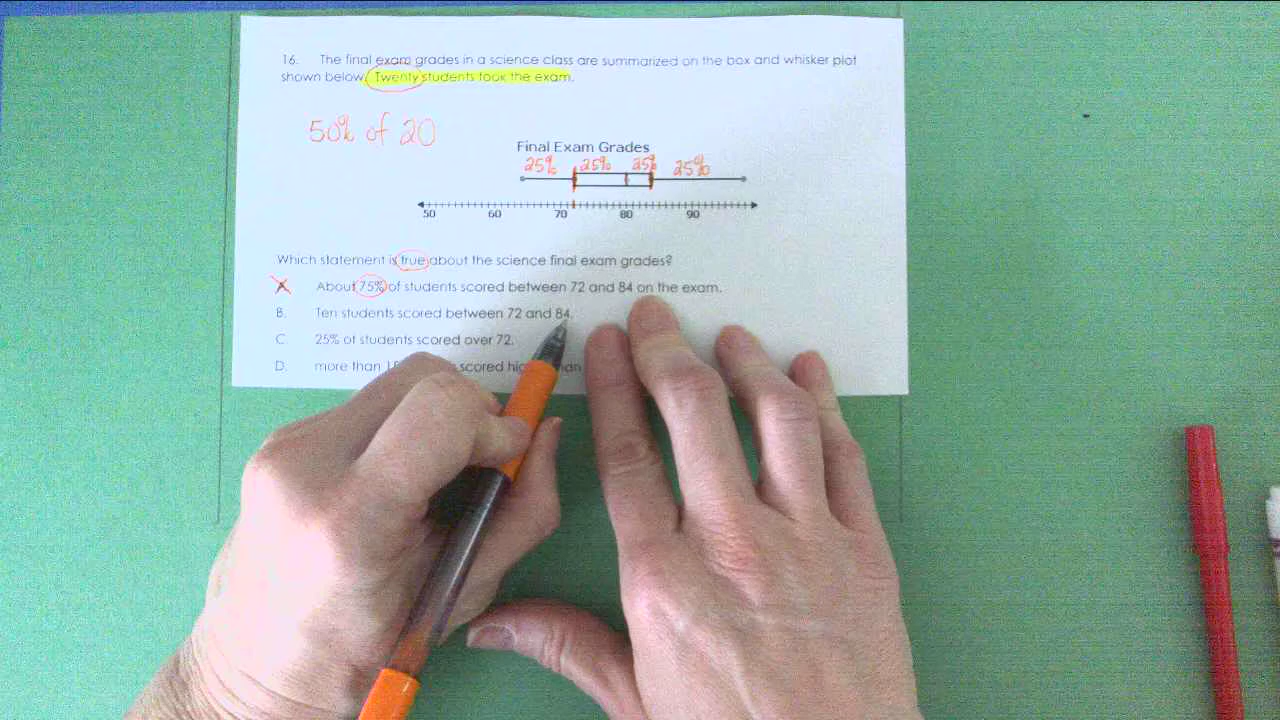 16. The final exam grades in a science class are summarized on the box and whisker plot
shown below. Twenty students took the exam.
50% of 20
Final Exam Grades
25% 25% 25% 25%
50 60 70 80 90
Which statement is true about the science final exam grades?
A. About 75% of students scored between 72 and 84 on the exam.
B. Ten students scored between 72 and 84.
C. 25% of students scored over 72.
D. more than scored than